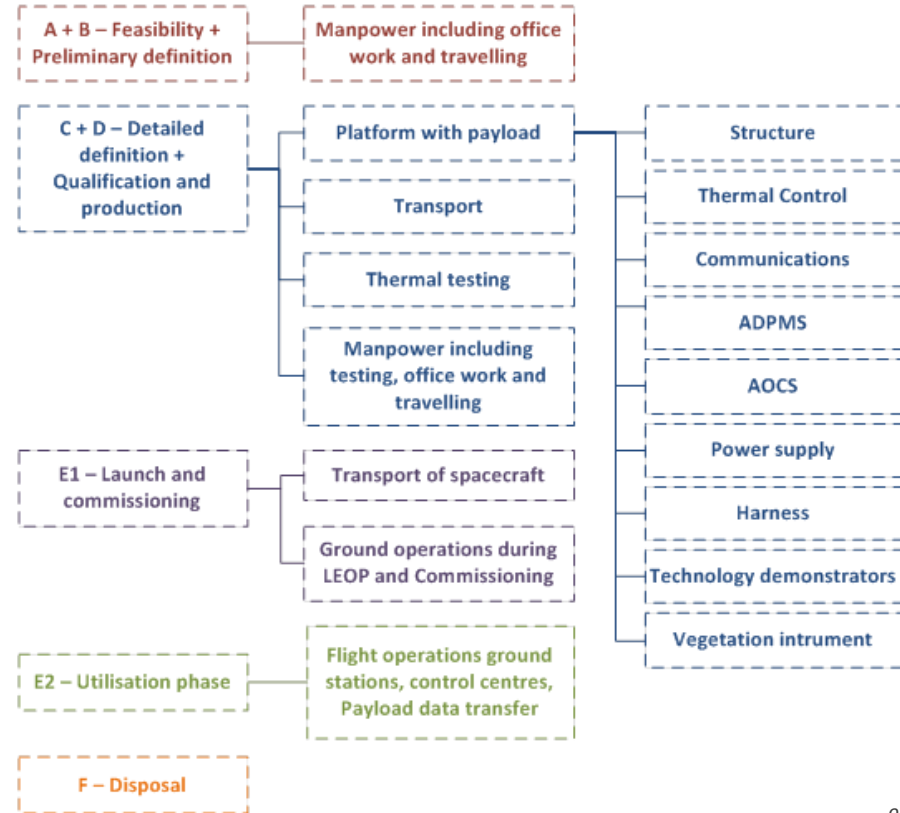 A + B – Feasibility +
Preliminary definition
Manpower including office
work and travelling
C + D – Detailed
definition +
Qualification and
production
Platform with payload
Transport
Thermal testing
Manpower including
testing, office work and
travelling
Structure
Thermal Control
Communications
ADPMS
AOCS
Power supply
Harness
Technology demonstrators
Vegetation intrument
E1 – Launch and
commissioning
Transport of spacecraft
Ground operations during
LEOP and Commissioning
E2 – Utilisation phase
Flight operations ground
stations, control centres,
Payload data transfer
F – Disposal